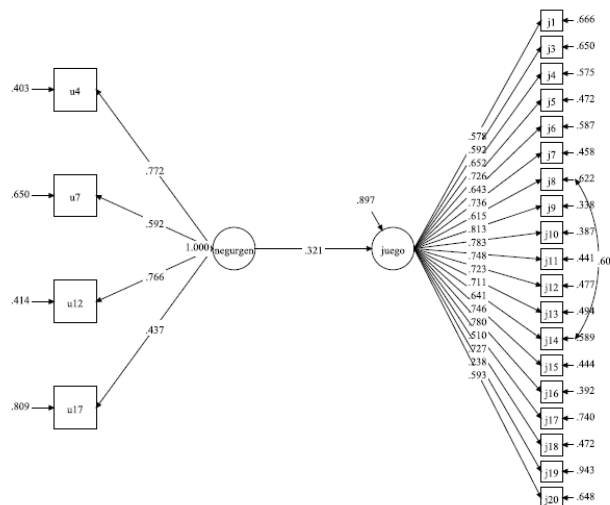 .403 u4
.772
.650 u7
.592
1.000 negurgen
.766
.414 u12
.437
.809 u17
.321
.897
juego
.578
.592
.652
.726
.643
.736
.615
.813
.783
.748
.723
.711
.641
.746
.780
.510
.727
.238
.593
j1 .666
j3 .650
j4 .575
j5 .472
j6 .587
j7 .458
j8 .622
j9 .338
j10 .387
j11 .441
.60
j12 .477
j13 .494
j14 .589
j15 .444
j16 .392
j17 .740
j18 .472
j19 .943
j20 .648